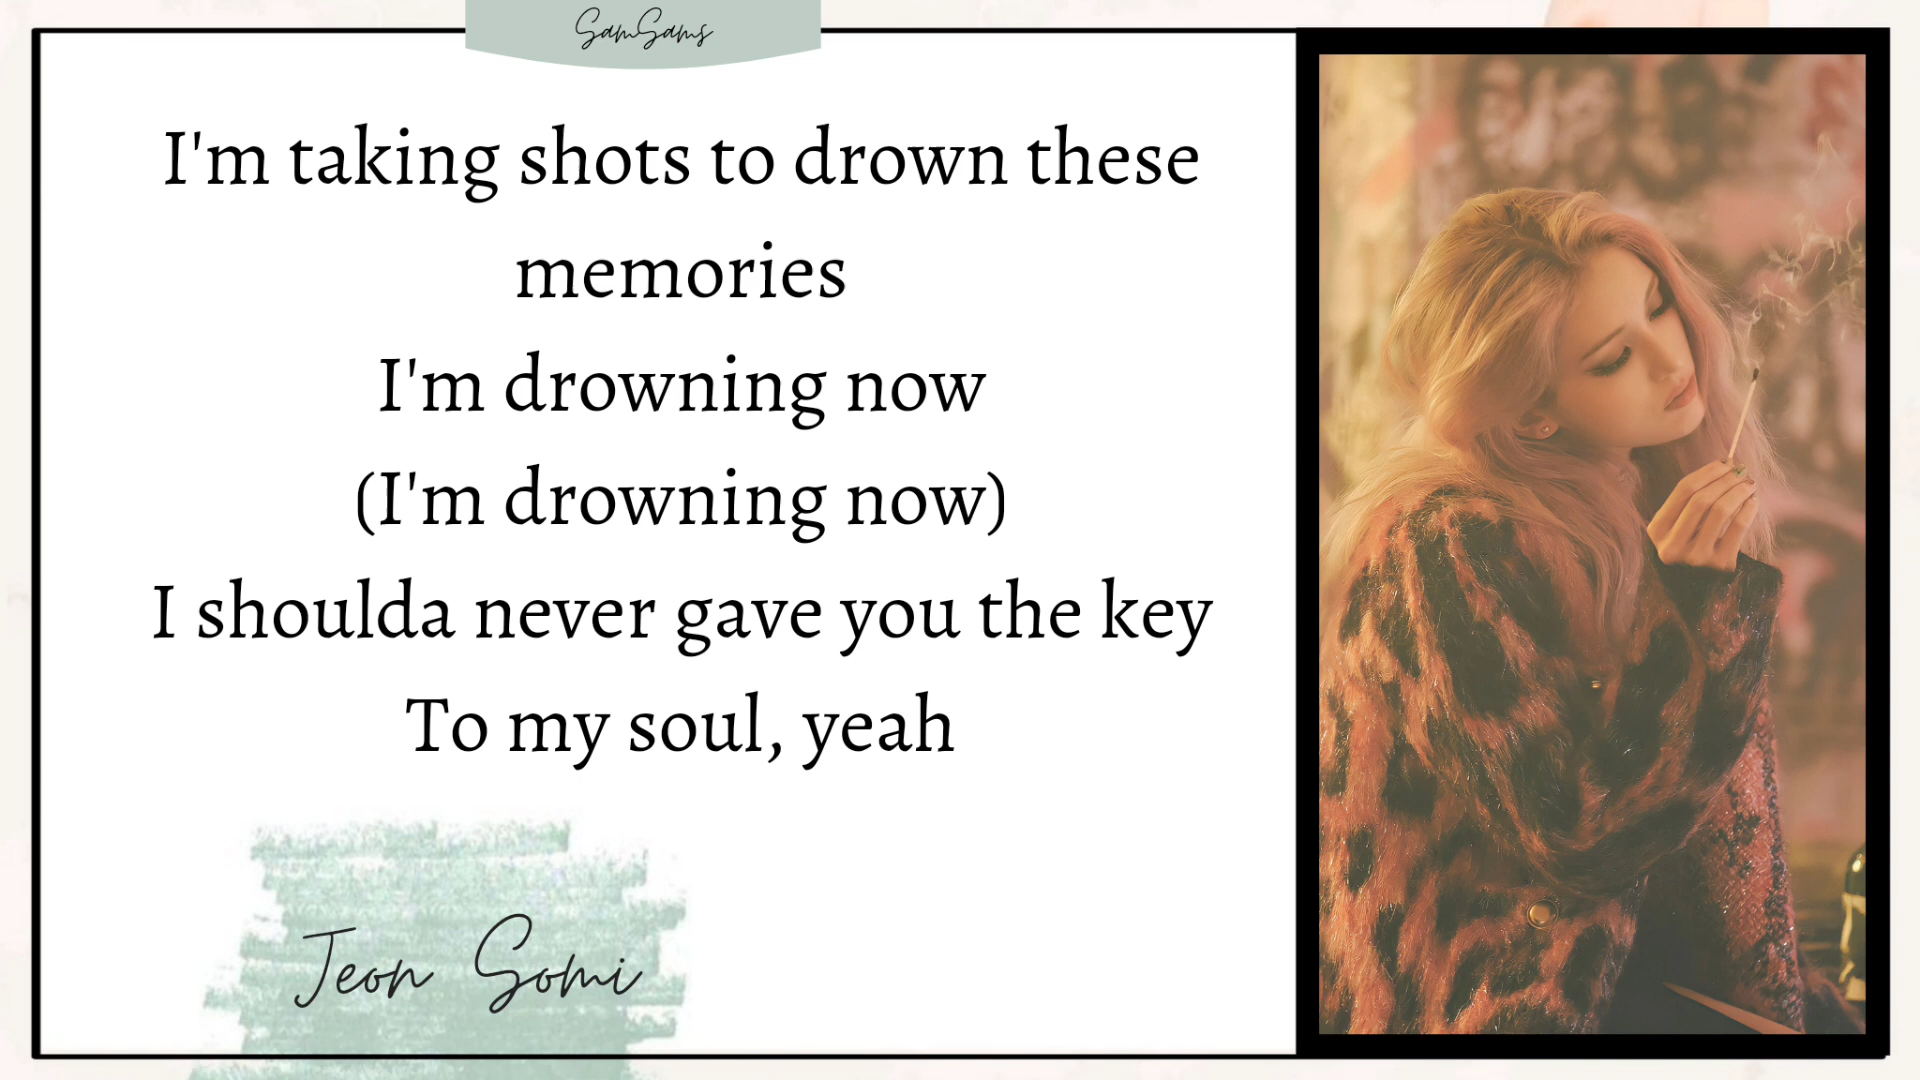 SamSams
I'm taking shots to drown these
memories
I'm drowning now
(I'm drowning now)
I shoulda never gave you the key
To my soul, yeah
Jeon Somi